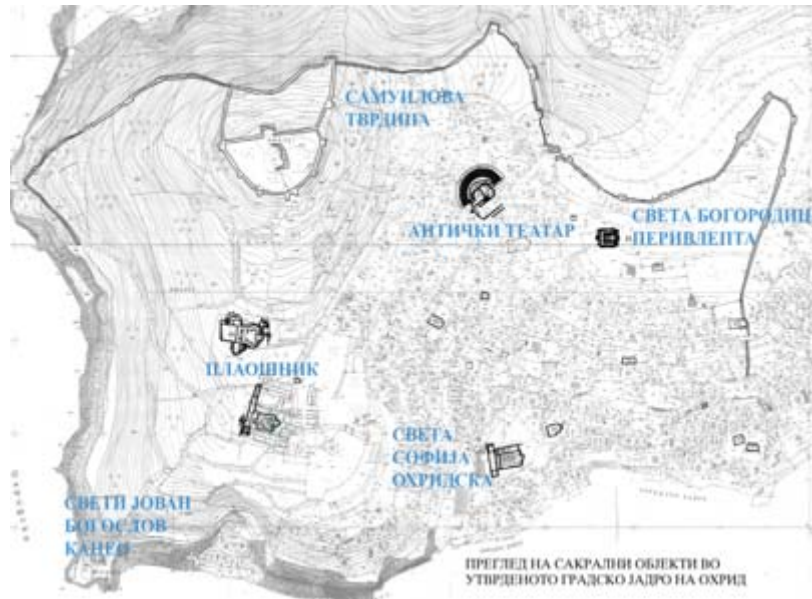 САМУИЛОВА
ТВРДИНА
АНТИЧКИ ТЕАТАР
СВЕТА БОГОРОДИЦ
ПЕРИВЛЕПТА
ПЛАОШНИК
СВЕТА
СОФИЈА
ОХРИДСКА
СВЕТИ ЈОВАН
БОГОСЛОВ
КАНЕО
ПРЕГЛЕД НА САКРАЛНИ ОБЈЕКТИ ВО
УТВРДЕНОТО ГРАДСКО ЈАДРО НА ОХРИД